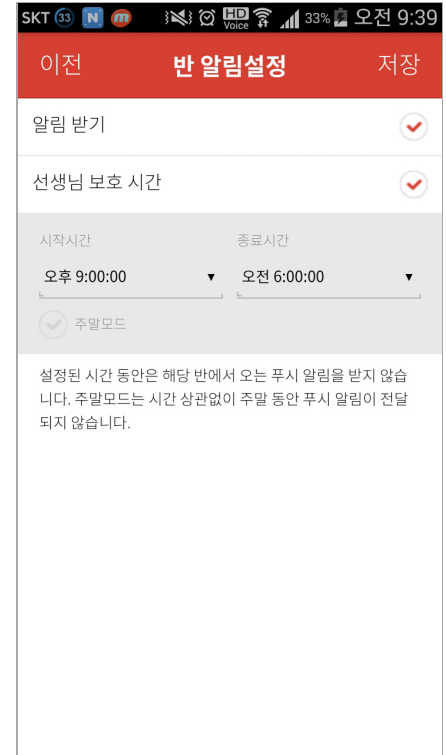 SKT 33 N m HD Voice 33% 오전 9:39
이전 반 알림설정 저장
알림 받기
선생님 보호 시간
시작시간 종료시간
오후 9:00:00 ▼ 오전 6:00:00 ▼
주말모드
설정된 시간 동안은 해당 반에서 오는 푸시 알림을 받지 않습
니다. 주말모드는 시간 상관없이 주말 동안 푸시 알림이 전달
되지 않습니다.